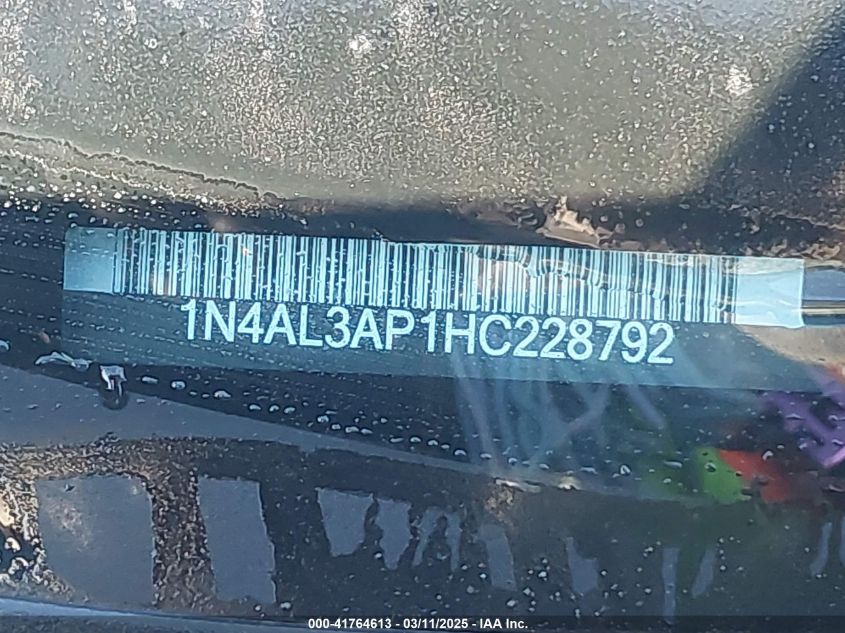 1N4AL3AP1HC228792
000-41764613 — 03/11/2025 — IAA Inc.